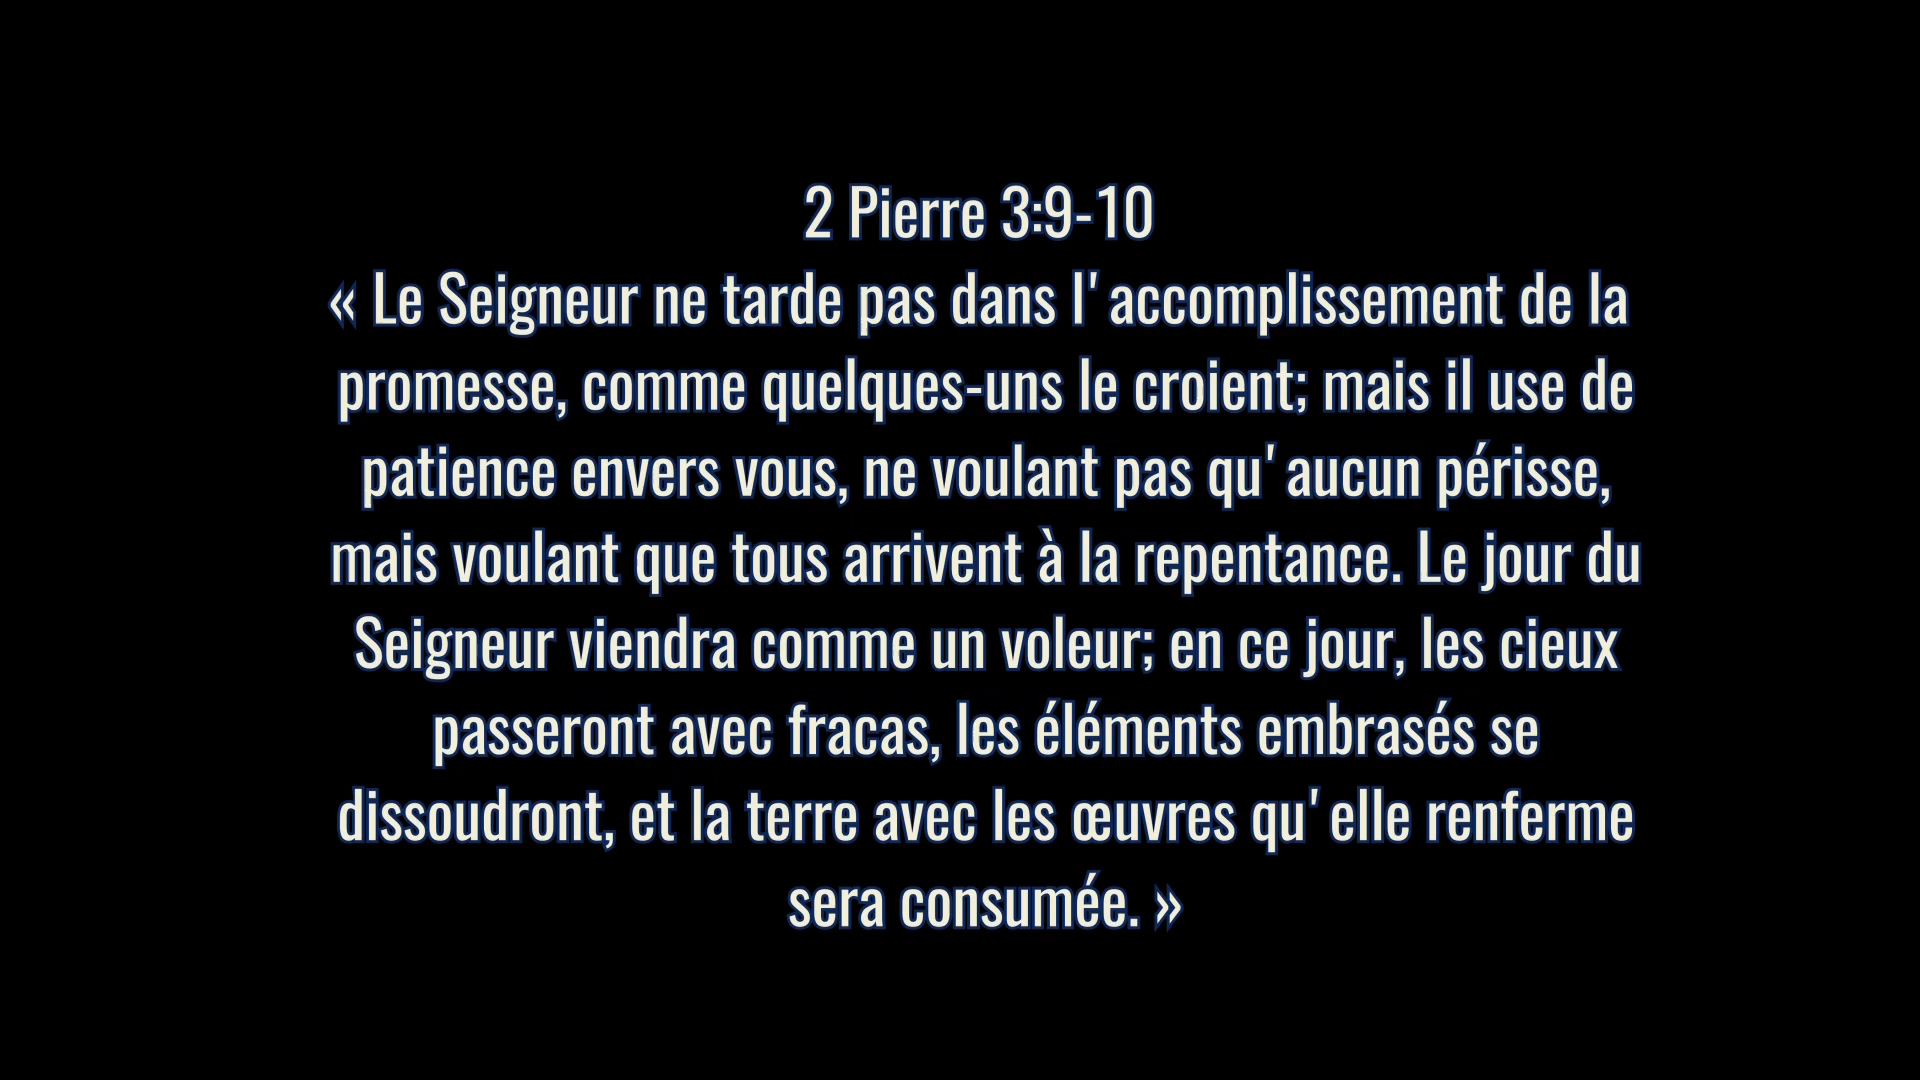 2 Pierre 3:9-10
« Le Seigneur ne tarde pas dans l'accomplissement de la
promesse, comme quelques-uns le croient; mais il use de
patience envers vous, ne voulant pas qu'aucun périsse,
mais voulant que tous arrivent à la repentance. Le jour du
Seigneur viendra comme un voleur; en ce jour, les cieux
passeront avec fracas, les éléments embrasés se
dissoudront, et la terre avec les œuvres qu'elle renferme
sera consumée. »